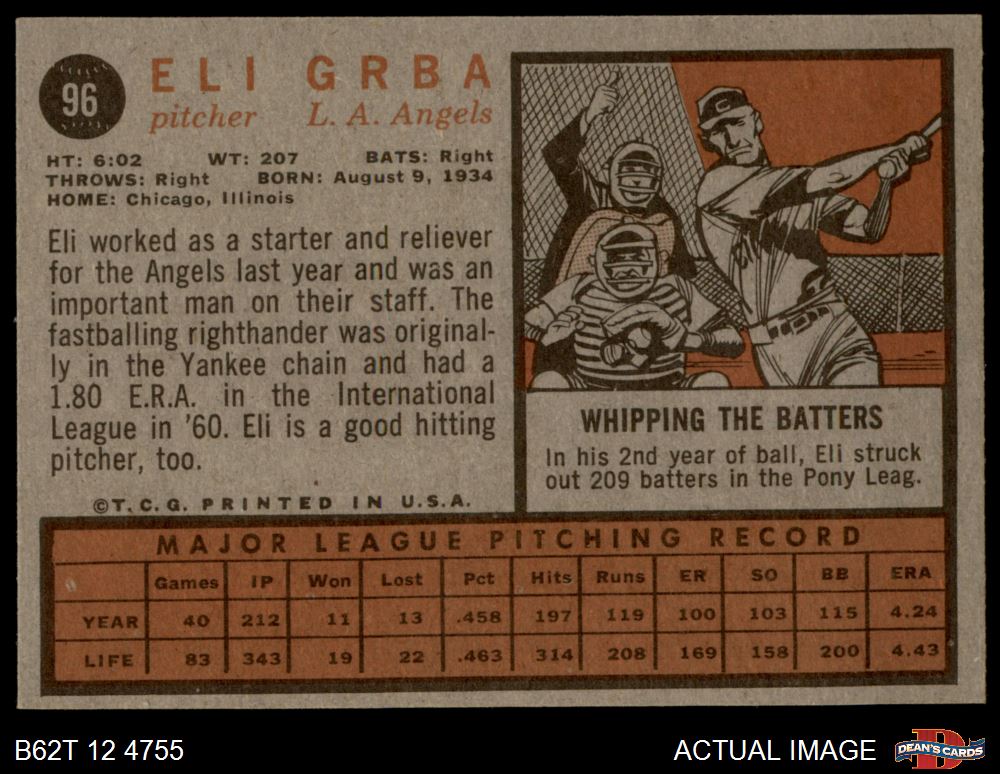 96
ELI GRBA
pitcher L. A. Angels
HT: 6:02 WT: 207 BATS: Right
THROWS: Right BORN: August 9, 1934
HOME: Chicago, Illinois
Eli worked as a starter and reliever
for the Angels last year and was an
important man on their staff. The
fastballing righthander was original-
ly in the Yankee chain and had a
1.80 E.R.A. in the International
League in '60. Eli is a good hitting
pitcher, too.
©T.C.G. PRINTED IN U.S.A.
C
WHIPPING THE BATTERS
In his 2nd year of ball, Eli struck
out 209 batters in the Pony Leag.
MAJOR LEAGUE PITCHING RECORD
Games IP Won Lost Pct Hits Runs ER SO BB ERA
YEAR 40 212 11 13 .458 197 119 100 103 115 4.24
LIFE 83 343 19 22 .463 314 208 169 158 200 4.43
B62T 12 4755
ACTUAL IMAGE
D
DEAN'S CARDS